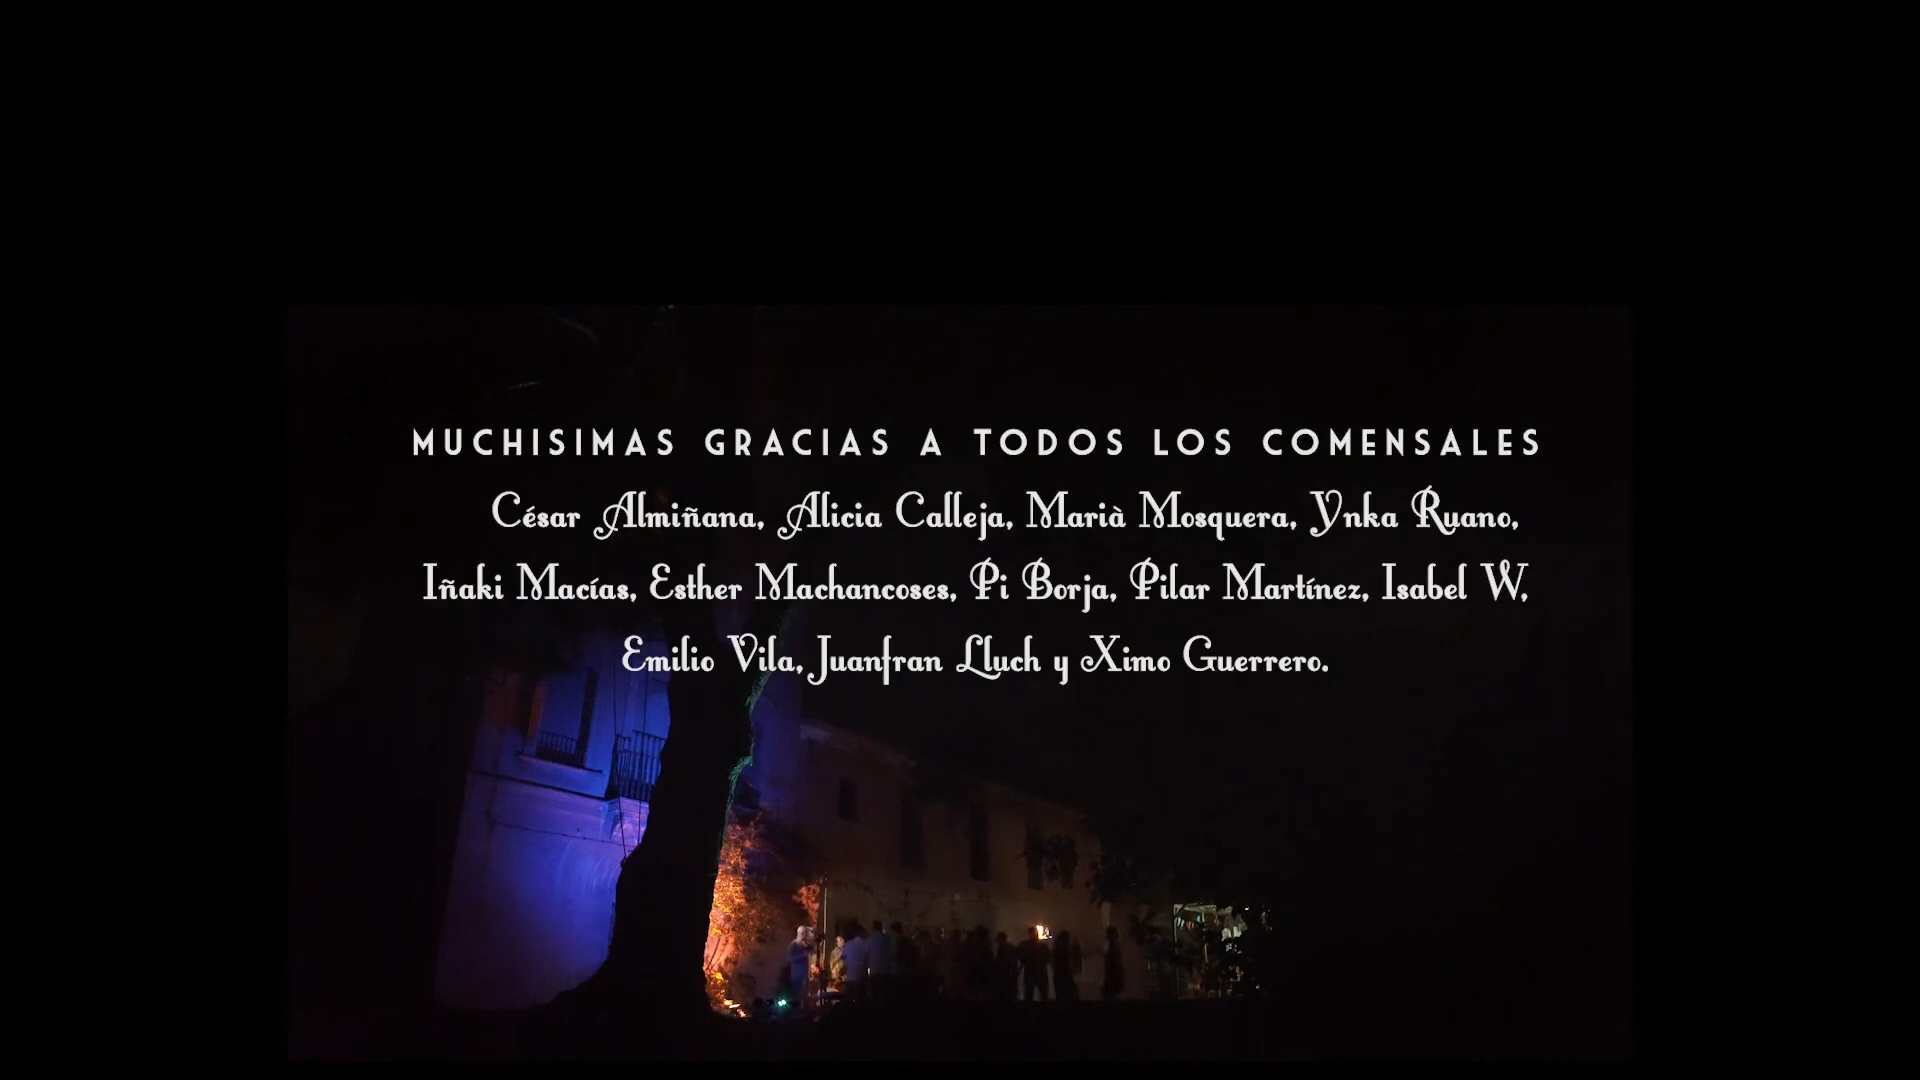 MUCHISIMAS GRACIAS A TODOS LOS COMENSALES
César Almiñana, Alicia Calleja, Marià Mosquera, Ynka Ruano,
Iñaki Macías, Esther Machancoses, Pi Borja, Pilar Martínez, Isabel W,
Emilio Vila, Juanfran Lluch y Ximo Guerrero.